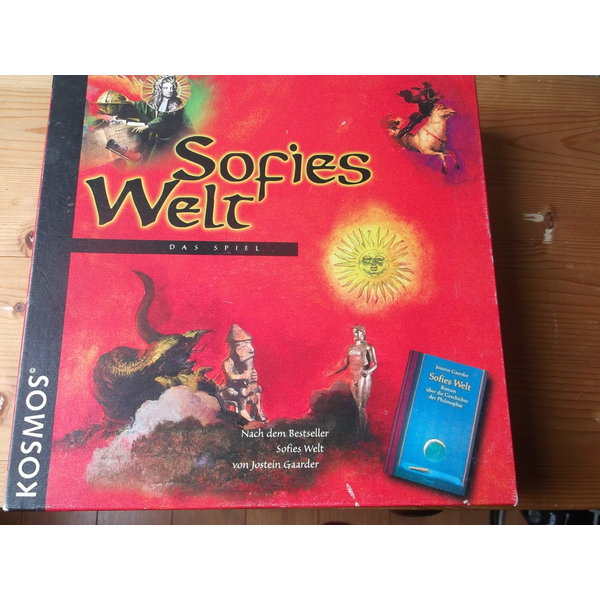 Sofies
Welt
DAS SPIEL
Nach dem Bestseller
Sofies Welt
von Jostein Gaarder
Jostein Gaarder
Sofies Welt
Roman
über die Geschichte
der Philosophie
KOSMOS®